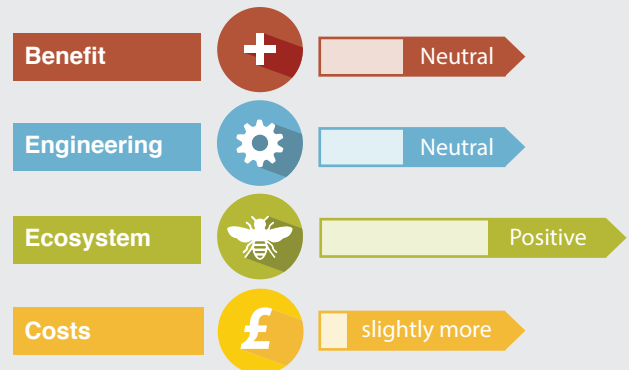 Benefit + Neutral
Engineering Neutral
Ecosystem Positive
Costs £ slightly more